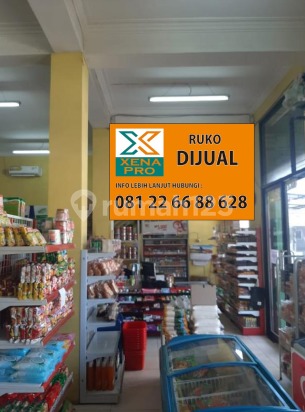 XENA
PRO
RUKO
DIJUAL
INFO LEBIH LANJUT HUBUNGI :
081 22 66 88 628
rumah123